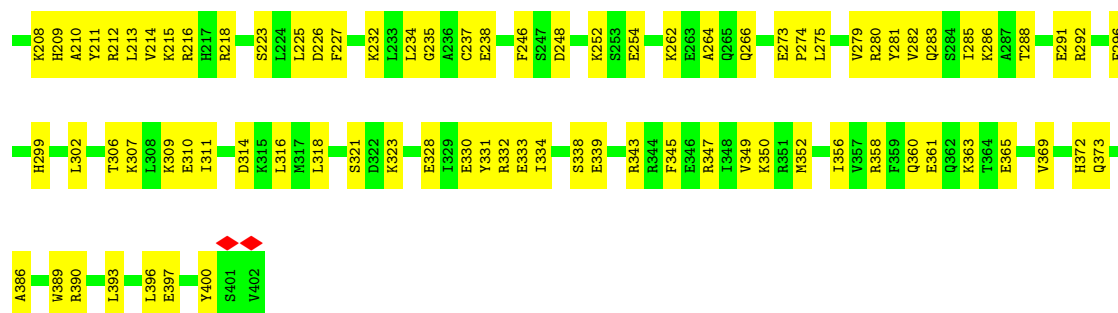 K208 H209 A210 Y211 R212 L213 V214 K215 R216 H217 R218 S223 L224 L225 D226 F227 K232 L233 L234 G235 A236 C237 E238 F246 S247 D248 K252 S253 E254 K262 E263 A264 Q265 Q266 E273 P274 L275 V279 R280 Y281 V282 Q283 S284 I285 K286 A287 T288 E291 R292
H299 L302 T306 K307 L308 K309 E310 I311 D314 K315 L316 M317 L318 S321 D322 K323 E328 I329 E330 Y331 R332 E333 I334 S338 E339 R343 R344 F345 E346 R347 I348 V349 K350 R351 M352 I356 V357 R358 F359 Q360 E361 Q362 K363 T364 E365 V369 H372 Q373
A386 W389 R390 L393 L396 E397 Y400 S401 V402